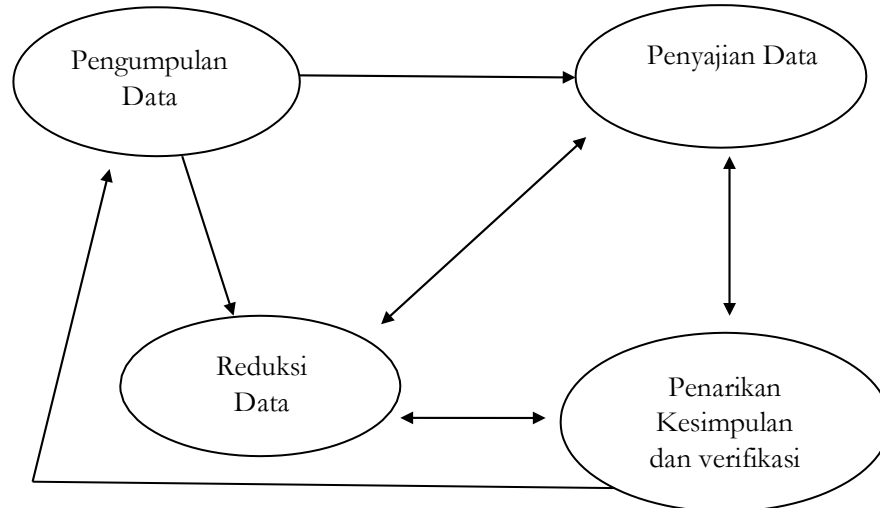 Pengumpulan
Data
Penyajian Data
Reduksi
Data
Penarikan
Kesimpulan
dan verifikasi